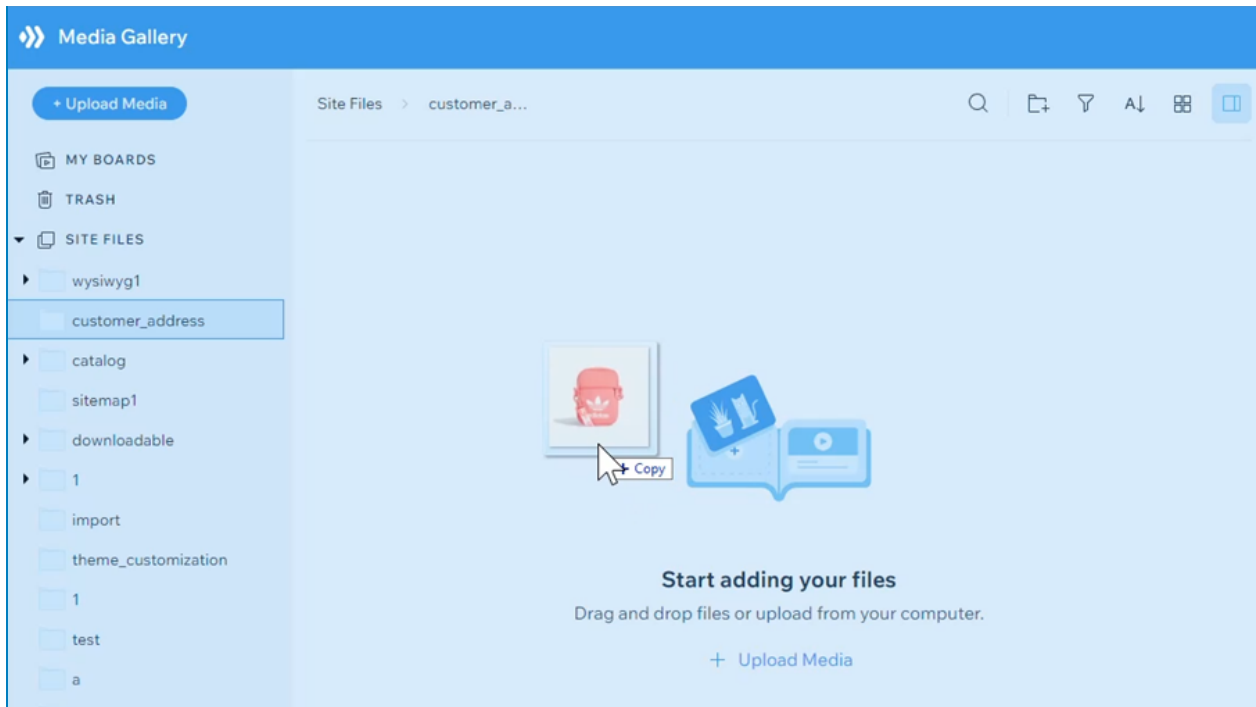 Media Gallery
+ Upload Media
Site Files > customer_a...
A↓
MY BOARDS
TRASH
SITE FILES
wysiwyg1
customer_address
catalog
sitemap1
downloadable
1
import
theme_customization
1
test
a
+ Copy
Start adding your files
Drag and drop files or upload from your computer.
+ Upload Media